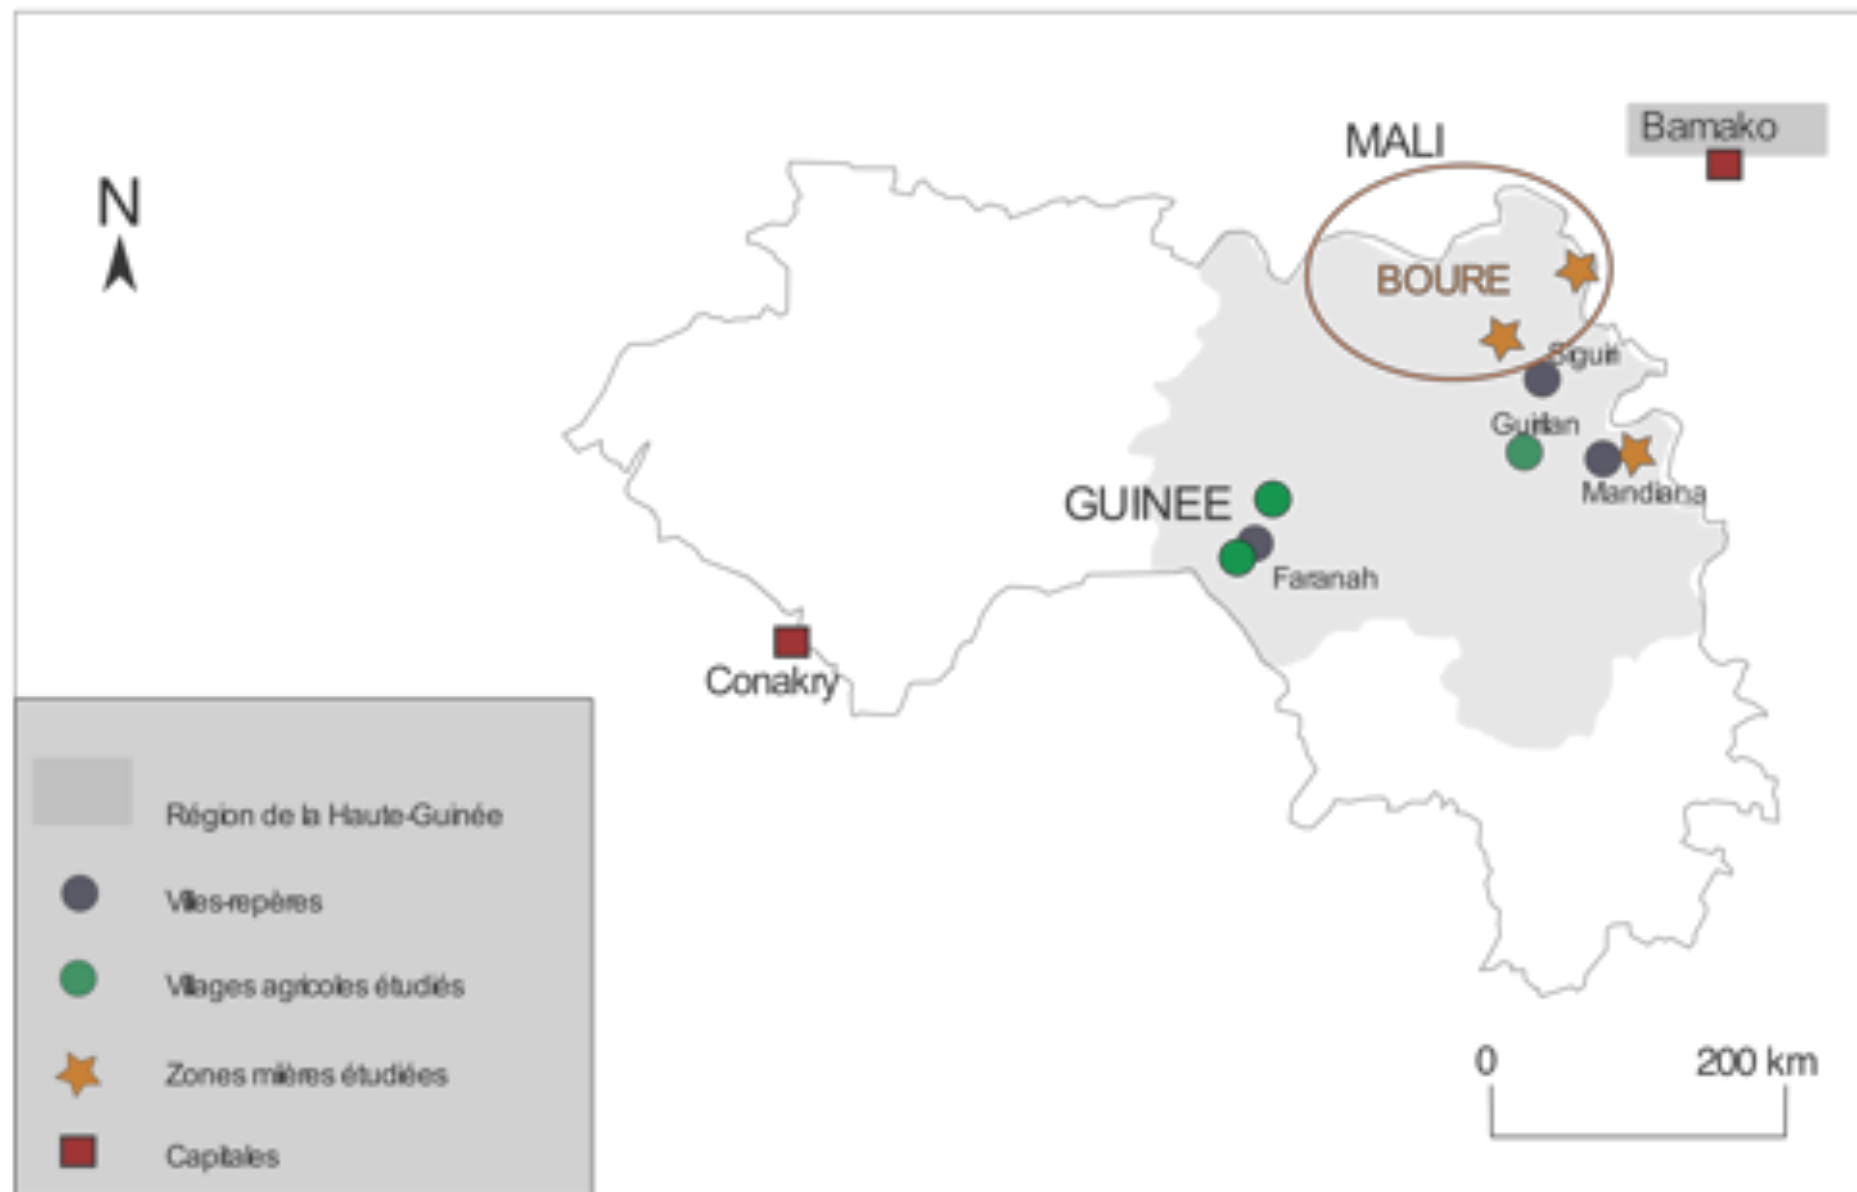 N
MALI
Bamako
BOURE
Siguiri
Mandiana
GUINEE
Faranah
Conakry
Région de la Haute-Guinée
Villes-repères
Villages agricoles étudiés
Zones minières étudiées
Capitales
0 200 km